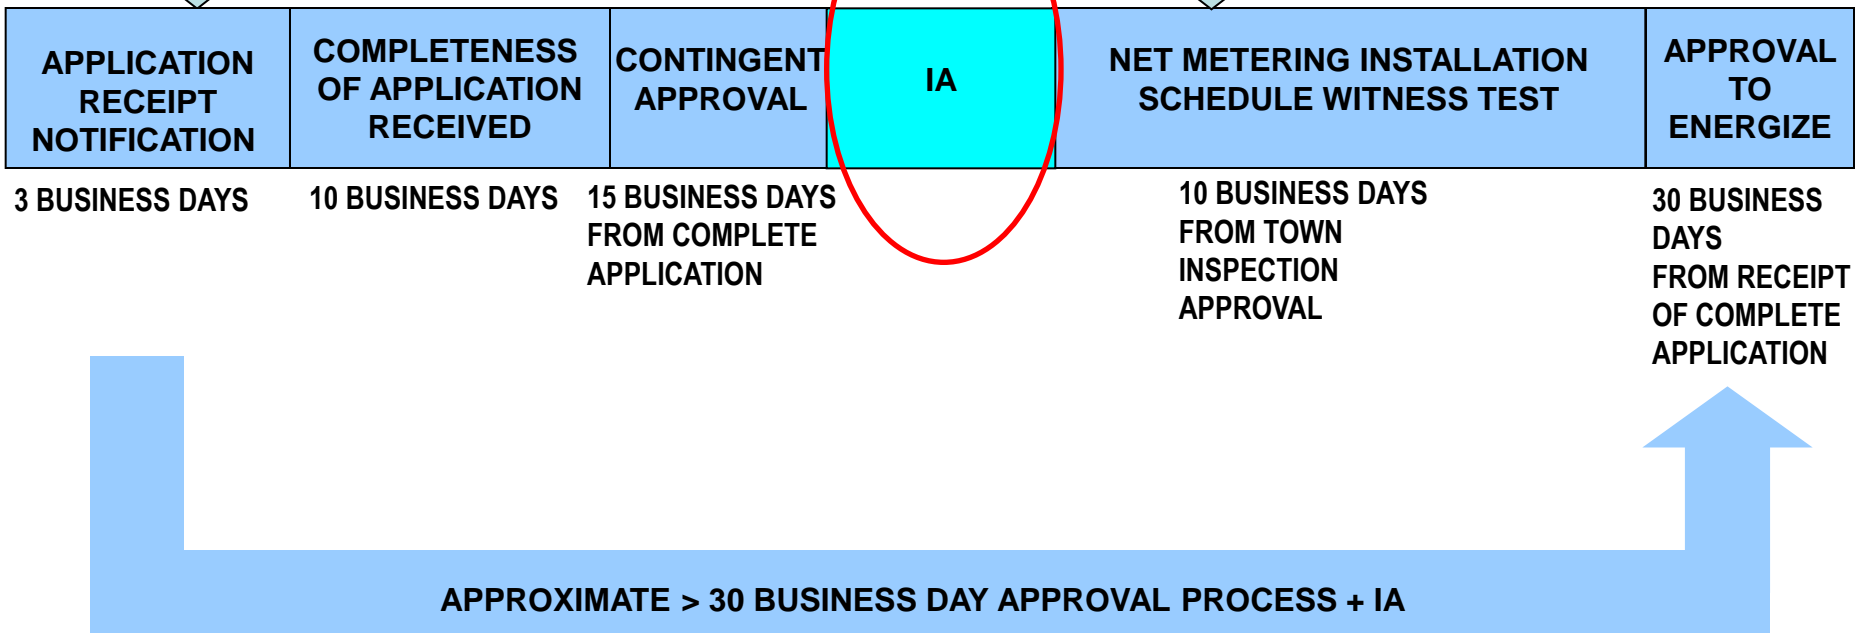 APPLICATION
RECEIPT
NOTIFICATION
COMPLETENESS
OF APPLICATION
RECEIVED
CONTINGENT
APPROVAL
IA
NET METERING INSTALLATION
SCHEDULE WITNESS TEST
APPROVAL
TO
ENERGIZE
3 BUSINESS DAYS
10 BUSINESS DAYS
15 BUSINESS DAYS
FROM COMPLETE
APPLICATION
10 BUSINESS DAYS
FROM TOWN
INSPECTION
APPROVAL
30 BUSINESS
DAYS
FROM RECEIPT
OF COMPLETE
APPLICATION
APPROXIMATE > 30 BUSINESS DAY APPROVAL PROCESS + IA